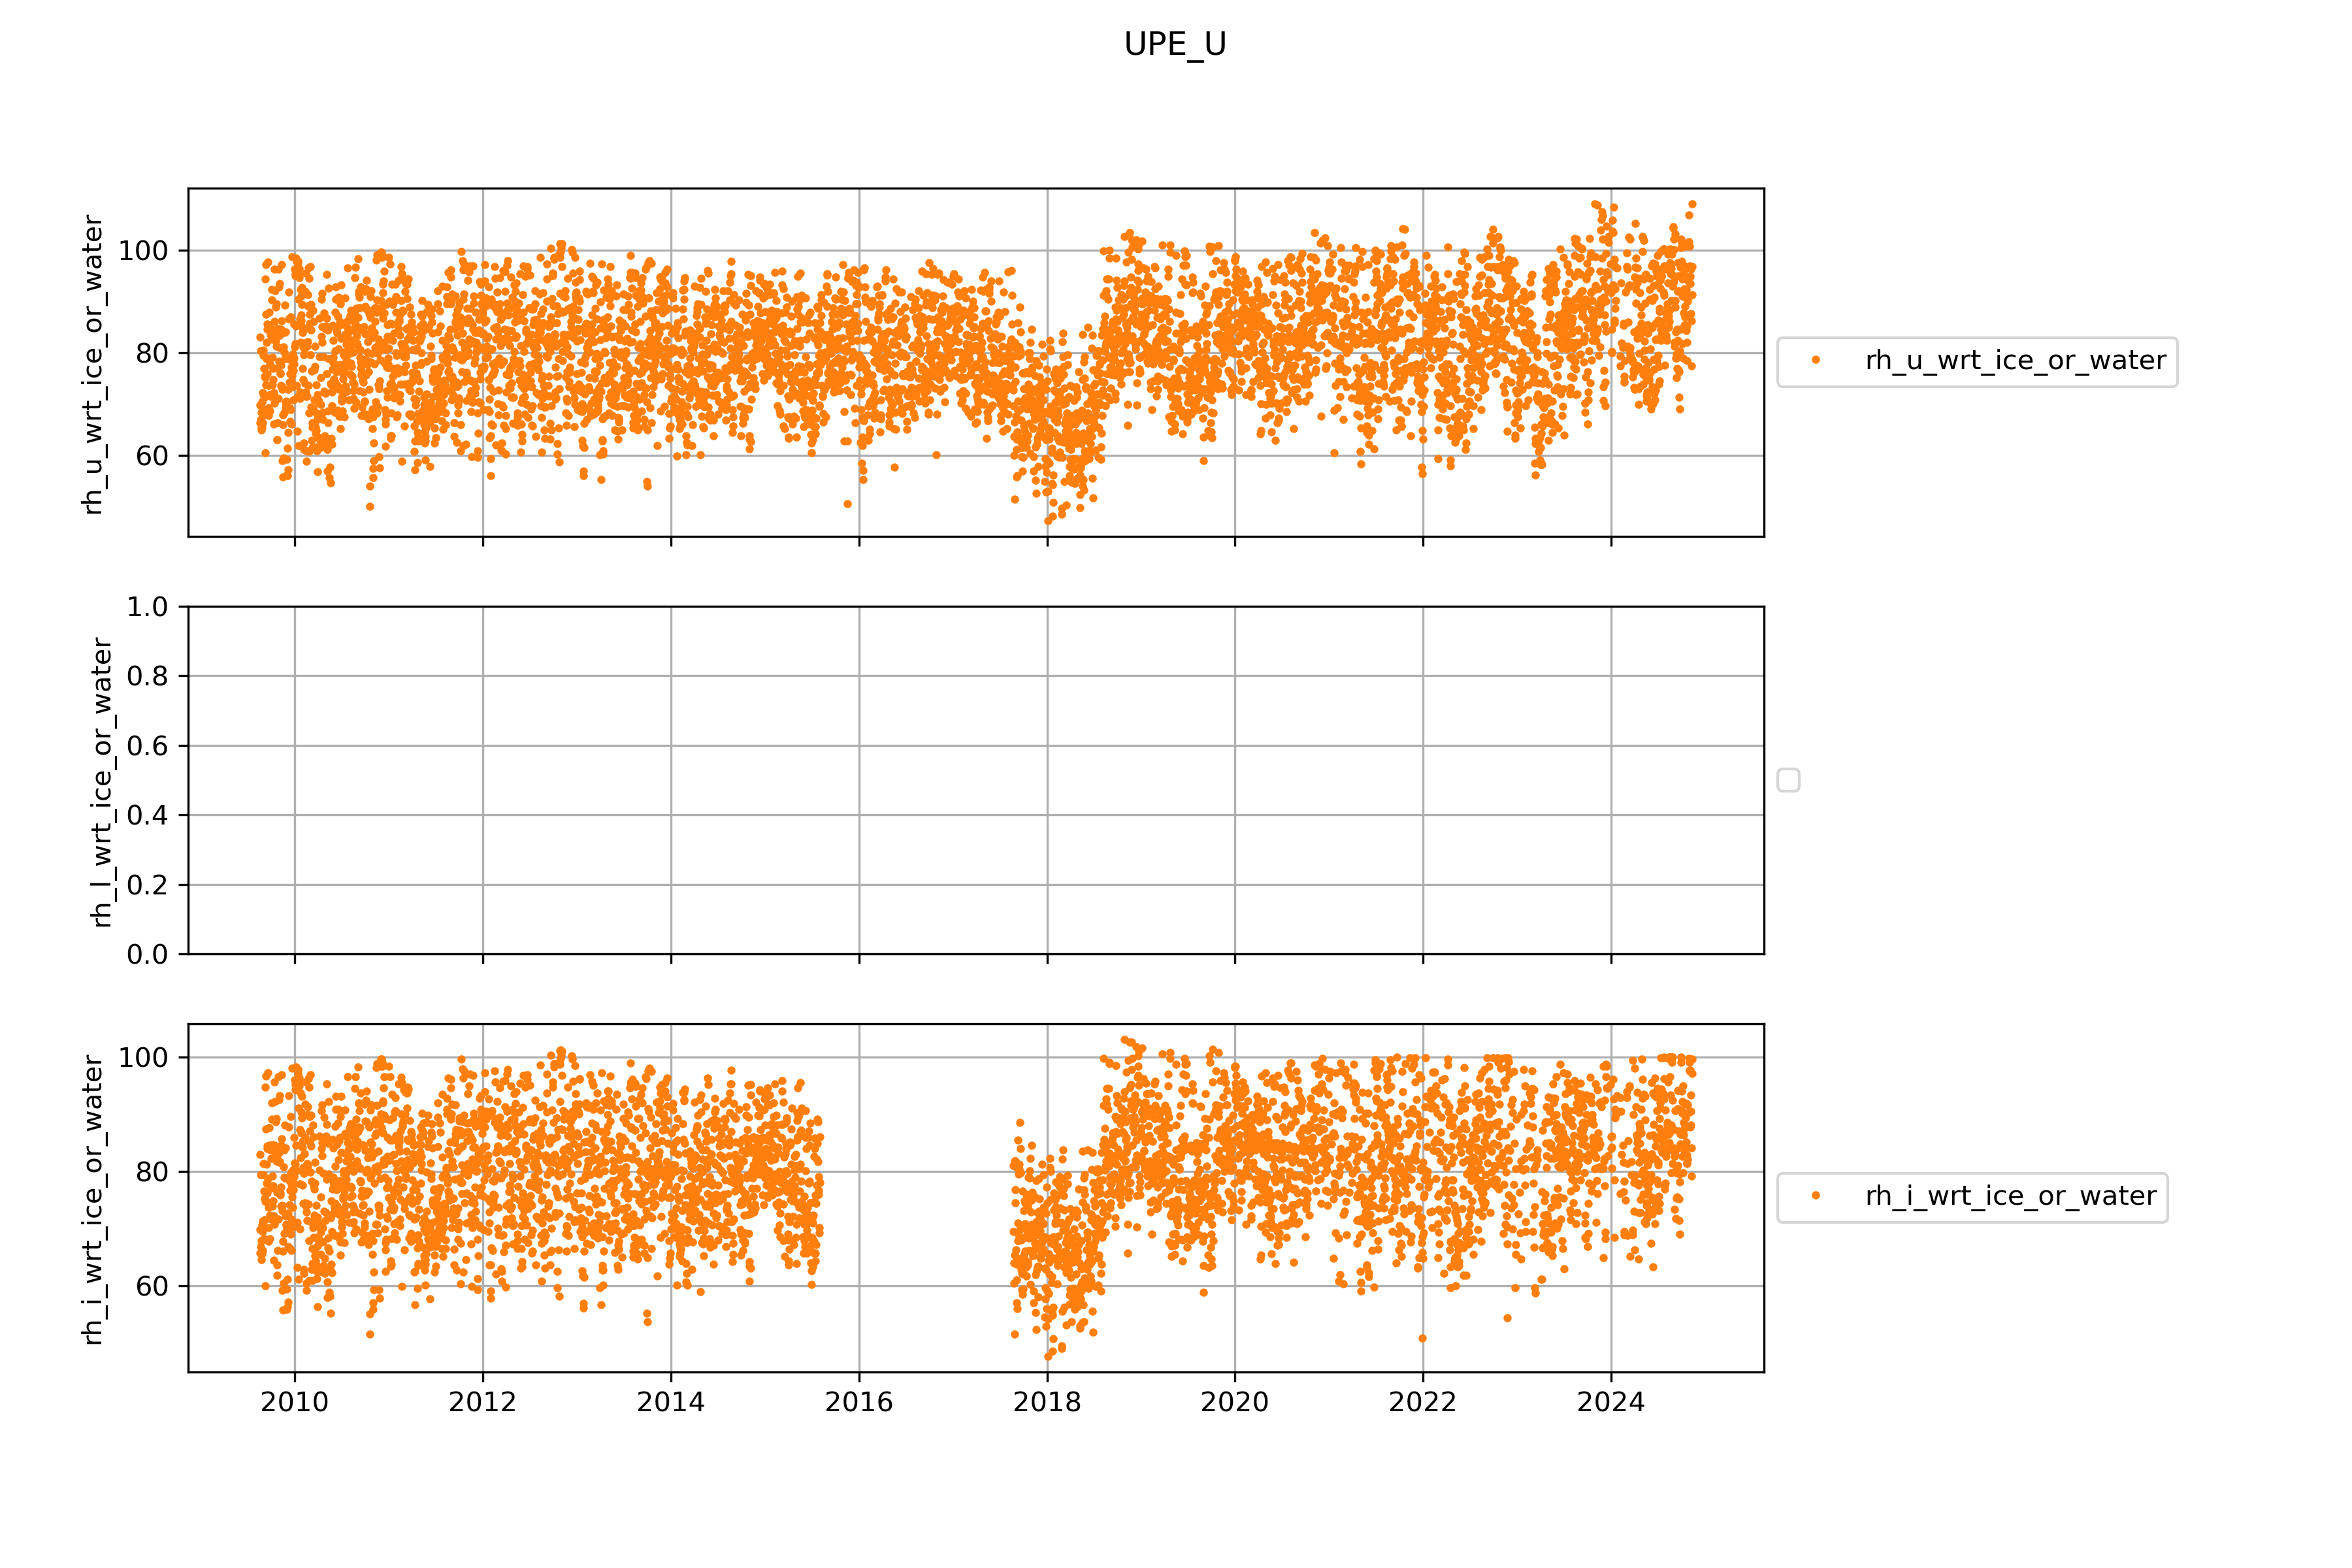 UPE_U
rh_u_wrt_ice_or_water
100
80
60
rh_u_wrt_ice_or_water
rh_l_wrt_ice_or_water
1.0
0.8
0.6
0.4
0.2
0.0
rh_i_wrt_ice_or_water
100
80
60
rh_i_wrt_ice_or_water
2010 2012 2014 2016 2018 2020 2022 2024